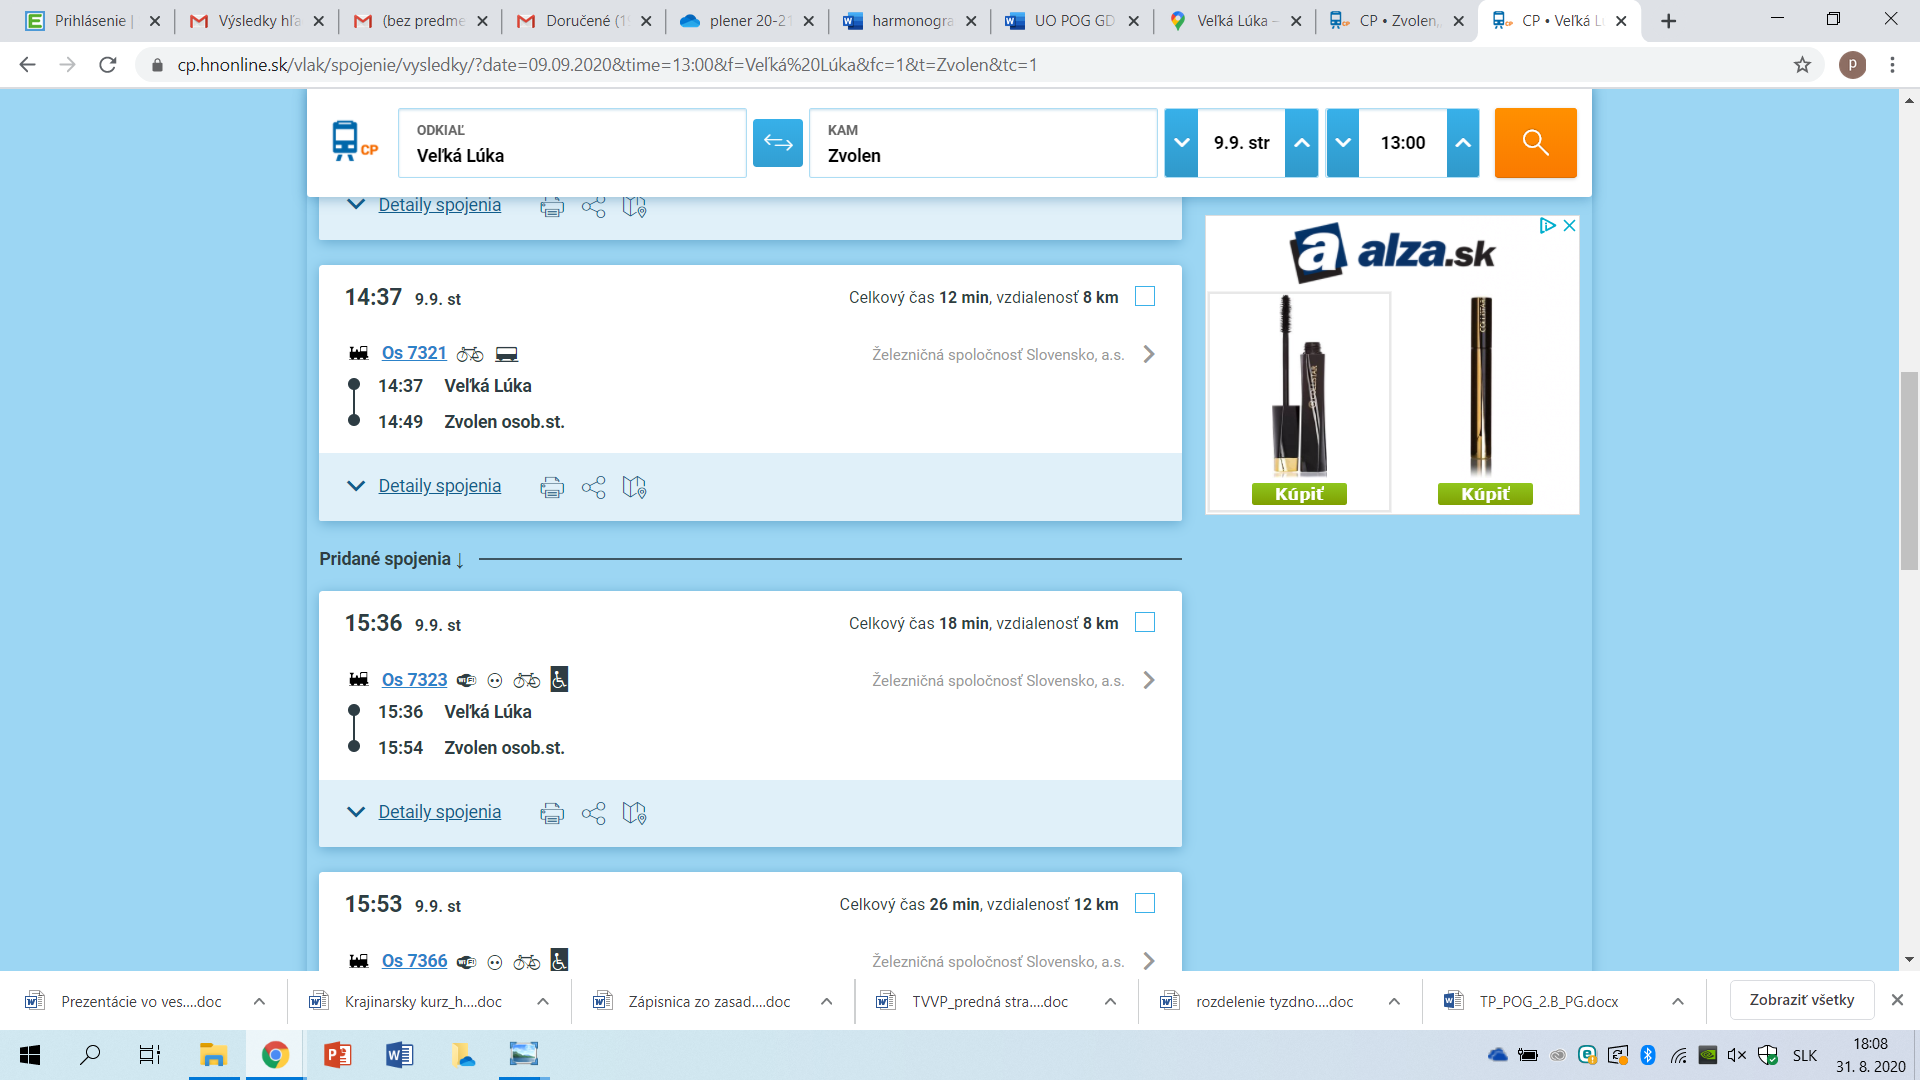 Prihlásenie |
Výsledky hľa
(bez predme
Doručené (1
plener 20-21
harmonogra
UO POG GD
Veľká Lúka –
CP • Zvolen,
CP • Veľká L
cp.hnonline.sk/vlak/spojenie/vysledky/?date=09.09.2020&time=13:00&f=Veľká%20Lúka&fc=1&t=Zvolen&tc=1
p
CP
ODKIAĽ
Veľká Lúka
KAM
Zvolen
9.9. str
13:00
Detaily spojenia
14:37 9.9. st
Celkový čas 12 min, vzdialenosť 8 km
Os 7321
Železničná spoločnosť Slovensko, a.s.
14:37 Veľká Lúka
14:49 Zvolen osob.st.
Detaily spojenia
a alza.sk
COLLISTAR
COLLISTAR
Kúpiť
Kúpiť
Pridané spojenia ↓
15:36 9.9. st
Celkový čas 18 min, vzdialenosť 8 km
Os 7323 WiFi
Železničná spoločnosť Slovensko, a.s.
15:36 Veľká Lúka
15:54 Zvolen osob.st.
Detaily spojenia
15:53 9.9. st
Celkový čas 26 min, vzdialenosť 12 km
Os 7366 WiFi
Železničná spoločnosť Slovensko, a.s.
Prezentácie vo ves....doc
Krajinarsky kurz_h....doc
Zápisnica zo zasad....doc
TVVP_predná stra....doc
rozdelenie tyzdno....doc
TP_POG_2.B_PG.docx
Zobraziť všetky
SLK
18:08
31. 8. 2020